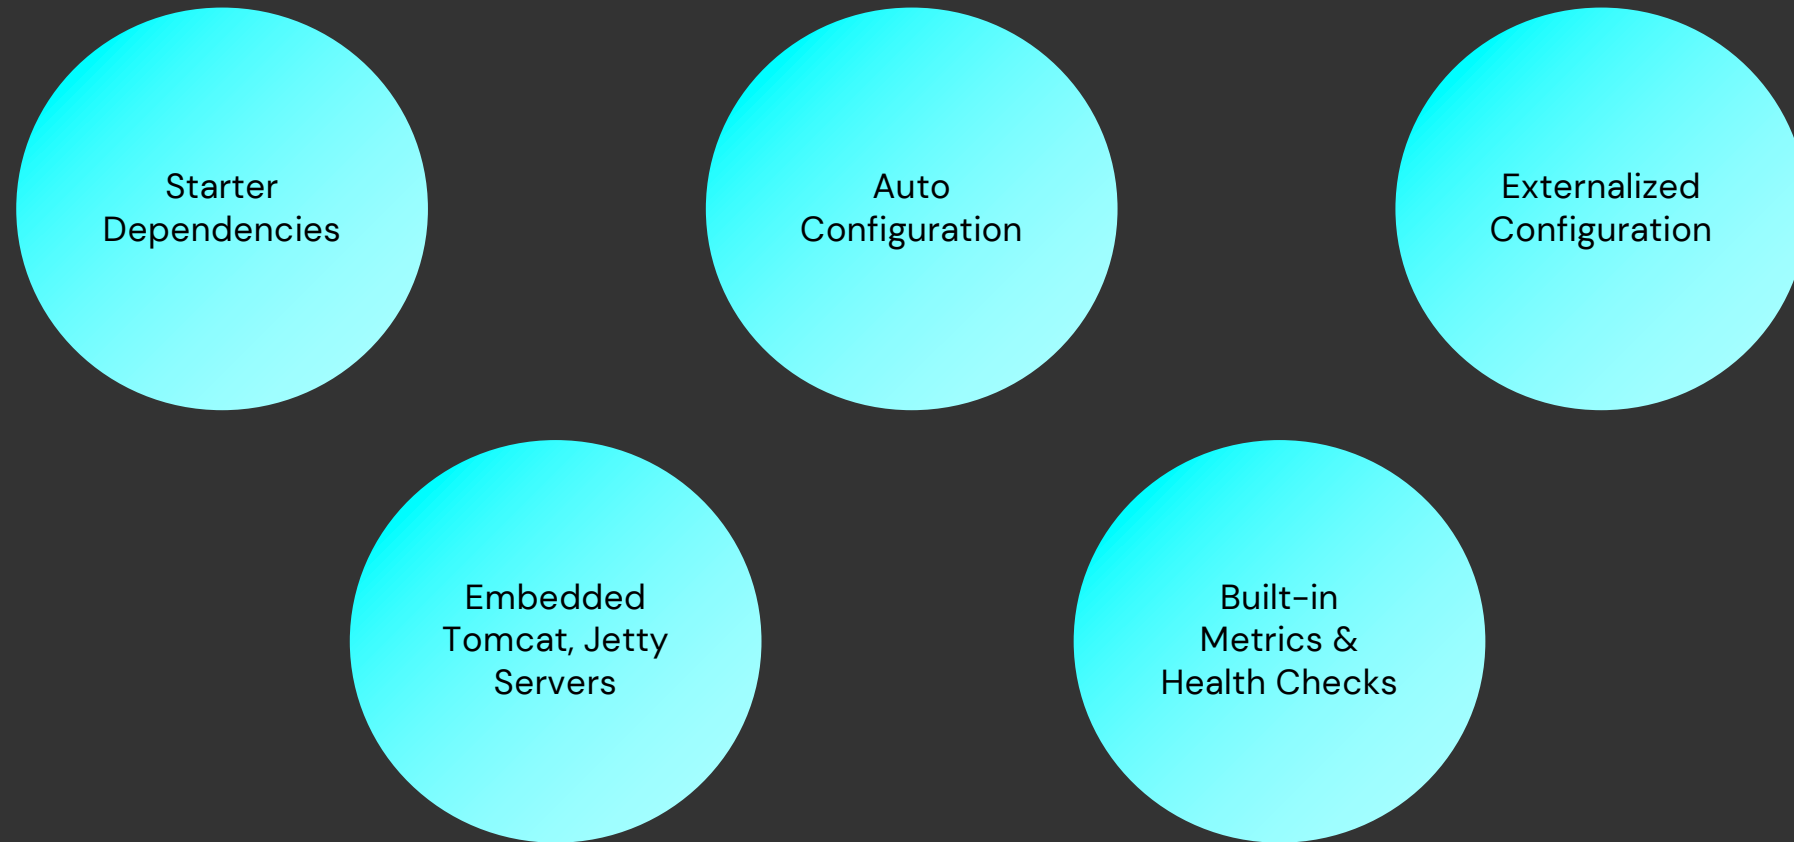 Starter
Dependencies
Auto
Configuration
Externalized
Configuration
Embedded
Tomcat, Jetty
Servers
Built-in
Metrics &
Health Checks